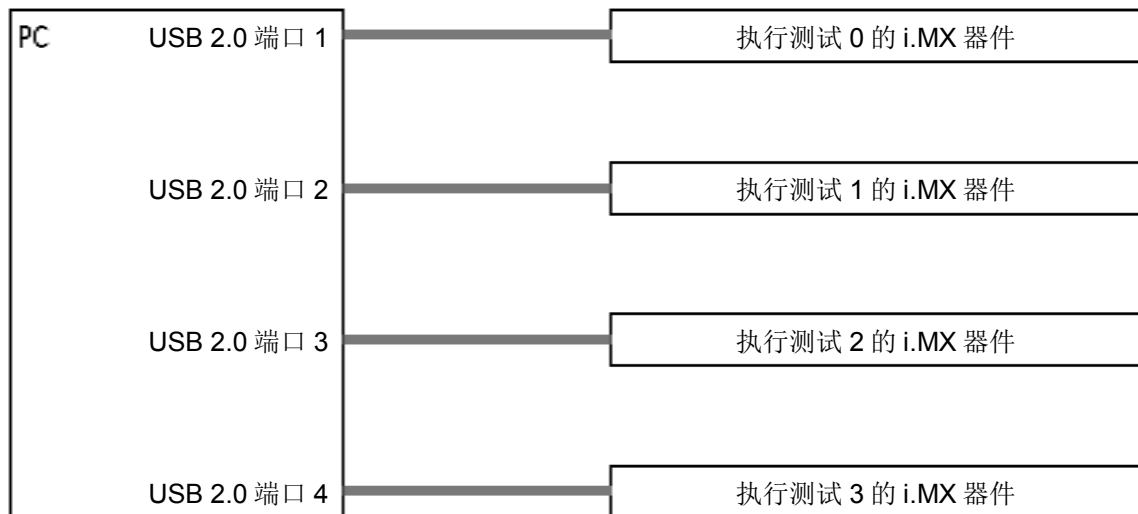 PC
USB 2.0 端口 1
执行测试 0 的 i.MX 器件
USB 2.0 端口 2
执行测试 1 的 i.MX 器件
USB 2.0 端口 3
执行测试 2 的 i.MX 器件
USB 2.0 端口 4
执行测试 3 的 i.MX 器件